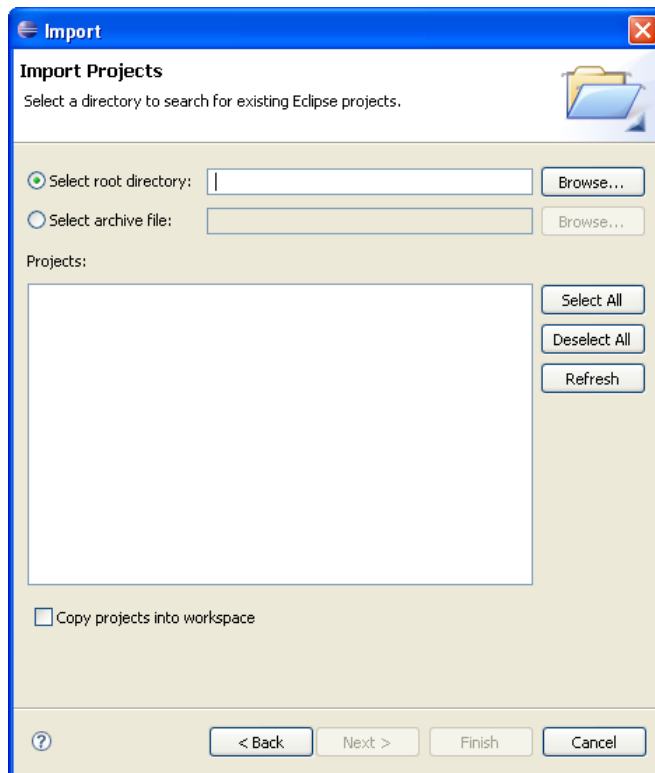 Import
Import Projects
Select a directory to search for existing Eclipse projects.
Select root directory: Browse...
Select archive file: Browse...
Projects:
Select All
Deselect All
Refresh
Copy projects into workspace
? < Back Next > Finish Cancel